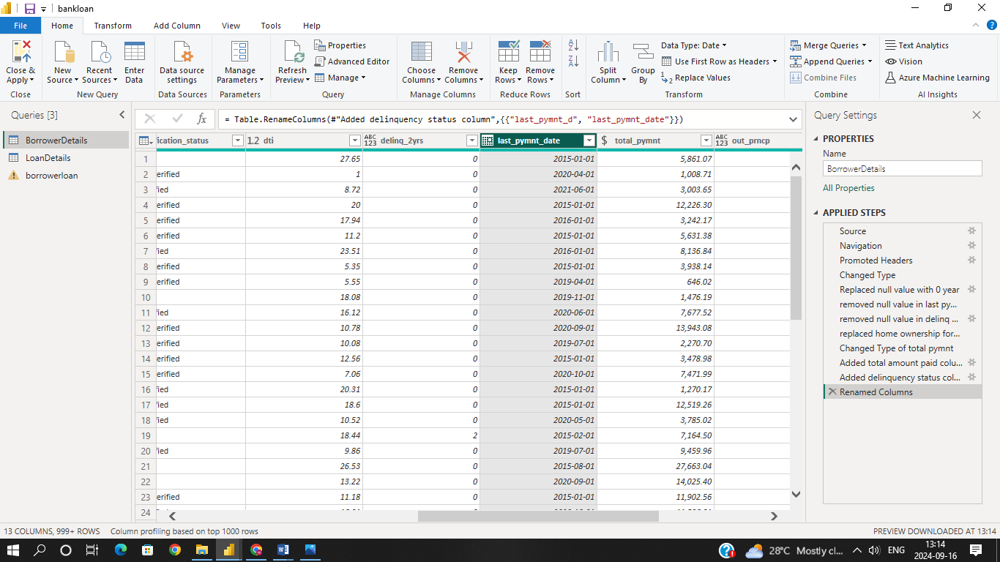 bankloan
File Home Transform Add Column View Tools Help
Close & Apply
Close
New Source
Recent Sources
Enter Data
New Query
Data source settings
Data Sources
Manage Parameters
Parameters
Refresh Preview
Properties
Advanced Editor
Manage
Query
Choose Columns
Remove Columns
Manage Columns
Keep Rows
Remove Rows
Reduce Rows
Sort
Split Column
Group By
Data Type: Date
Use First Row as Headers
Replace Values
Transform
Merge Queries
Append Queries
Combine Files
Combine
Text Analytics
Vision
Azure Machine Learning
AI Insights
Queries [3]
BorrowerDetails
LoanDetails
borrowerloan
fx = Table.RenameColumns(#"Added delinquency status column",{{"last_pymnt_d", "last_pymnt_date"}})
ification_status 1.2 dti ABC 123 delinq_2yrs last_pymnt_date $ total_pymnt ABC 123 out_prncp
1 27.65 0 2015-01-01 5,861.07
2 erified 1 0 2020-04-01 1,008.71
3 fied 8.72 0 2021-06-01 3,003.65
4 erified 20 0 2015-01-01 12,226.30
5 erified 17.94 0 2016-01-01 3,242.17
6 erified 11.2 0 2015-01-01 5,631.38
7 fied 23.51 0 2016-01-01 8,136.84
8 erified 5.35 0 2015-01-01 3,938.14
9 erified 5.55 0 2019-04-01 646.02
10 18.08 0 2019-11-01 1,476.19
11 fied 16.12 0 2020-06-01 7,677.52
12 erified 10.78 0 2020-09-01 13,943.08
13 erified 10.08 0 2019-07-01 2,270.70
14 erified 12.56 0 2015-01-01 3,478.98
15 erified 7.06 0 2020-10-01 7,471.99
16 fied 20.31 0 2015-01-01 1,270.17
17 fied 18.6 0 2015-01-01 12,519.26
18 fied 10.52 0 2020-05-01 3,785.02
19 18.44 2 2015-02-01 7,164.50
20 fied 9.86 0 2019-07-01 9,459.96
21 26.53 0 2015-08-01 27,663.04
22 13.22 0 2020-09-01 14,025.40
23 erified 11.18 0 2015-01-01 11,902.56
24
Query Settings
PROPERTIES
Name
BorrowerDetails
All Properties
APPLIED STEPS
Source
Navigation
Promoted Headers
Changed Type
Replaced null value with 0 year
removed null value in last py...
removed null value in delinq ...
replaced home ownership for...
Changed Type of total pymnt
Added total amount paid colu...
Added delinquency status col...
Renamed Columns
13 COLUMNS, 999+ ROWS Column profiling based on top 1000 rows PREVIEW DOWNLOADED AT 13:14
28°C Mostly cl... ENG 13:14
2024-09-16